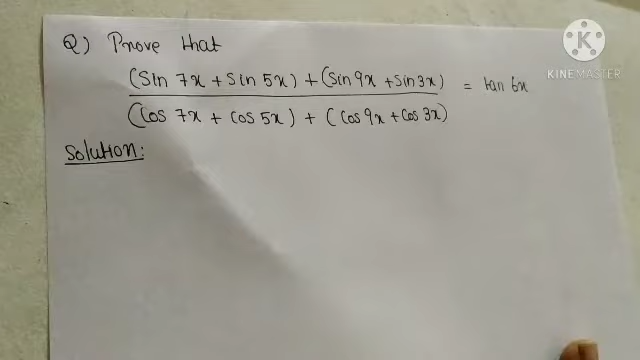 Q) Prove that
(Sin 7x + Sin 5x) + (Sin 9x + Sin 3x)
= tan 6x
(Cos 7x + Cos 5x) + (Cos 9x + Cos 3x)
Solution:
KINEMASTER